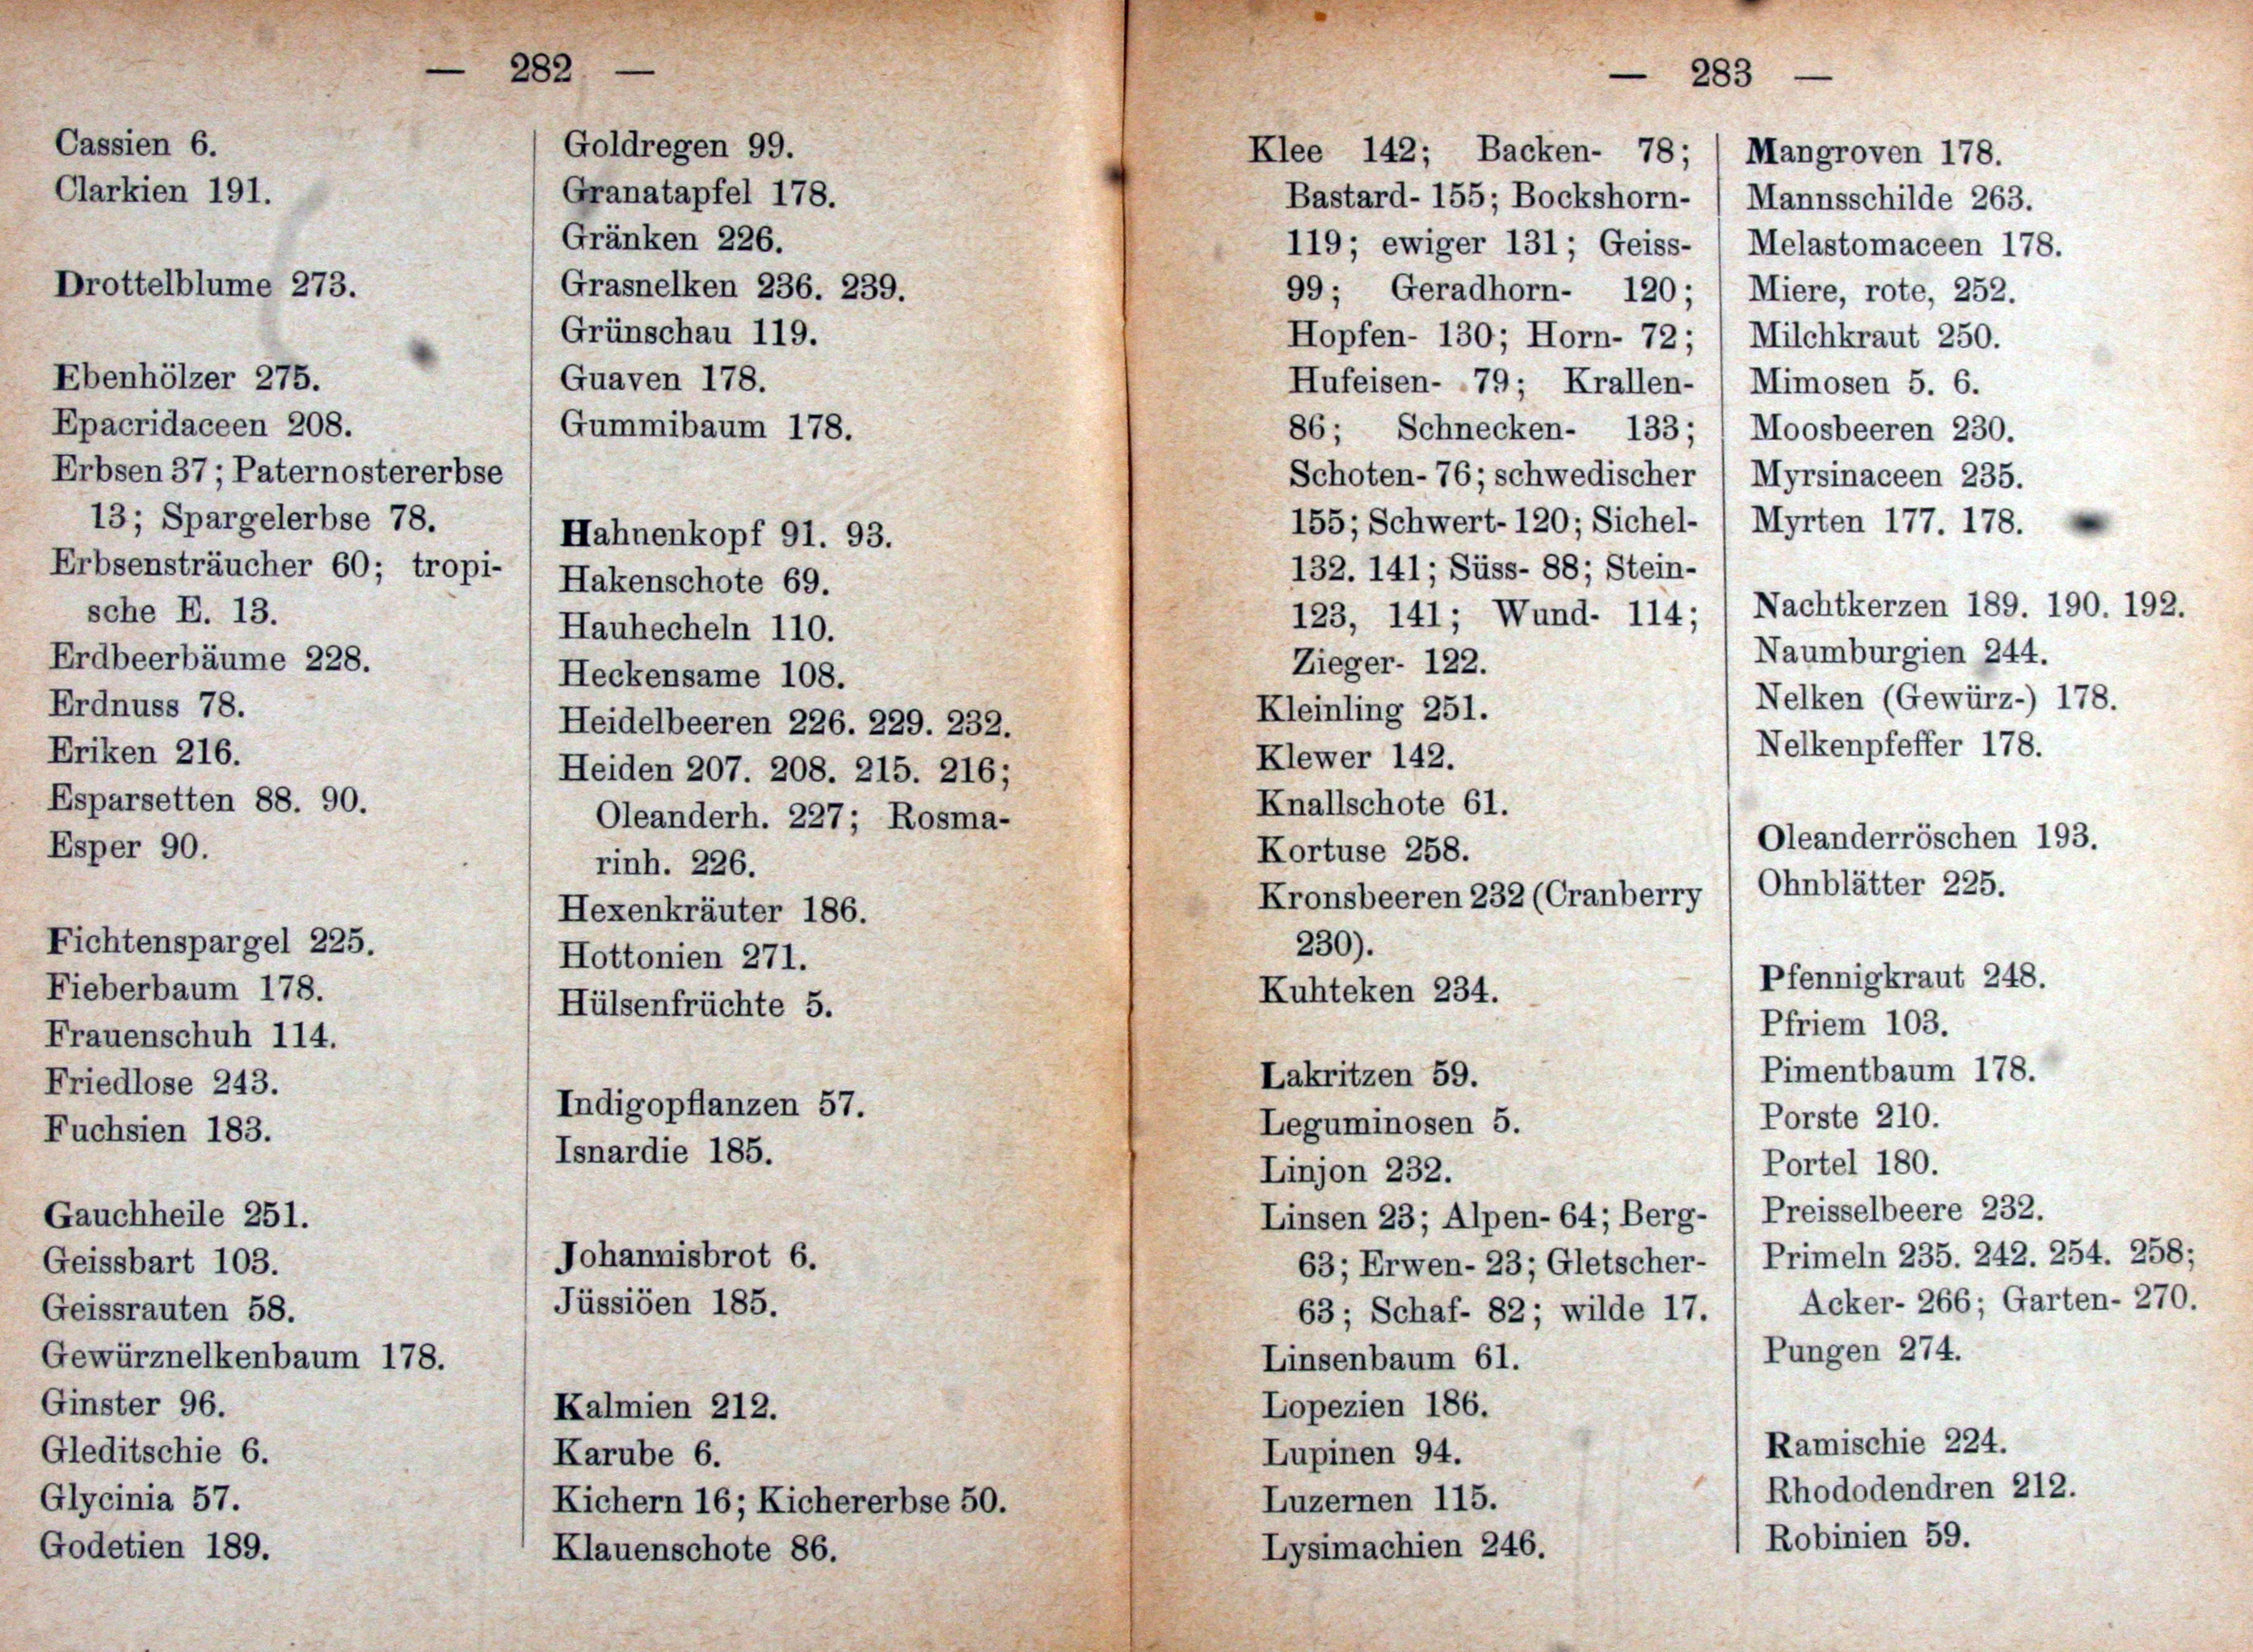 — 282 —
Cassien 6.
Clarkien 191.
Drottelblume 273.
Ebenhölzer 275.
Epacridaceen 208.
Erbsen 37; Paternostererbse
13; Spargelerbse 78.
Erbsensträucher 60; tropi-
sche E. 13.
Erdbeerbäume 228.
Erdnuss 78.
Eriken 216.
Esparsetten 88. 90.
Esper 90.
Fichtenspargel 225.
Fieberbaum 178.
Frauenschuh 114.
Friedlose 243.
Fuchsien 183.
Gauchheile 251.
Geissbart 103.
Geissrauten 58.
Gewürznelkenbaum 178.
Ginster 96.
Gleditschie 6.
Glycinia 57.
Godetien 189.
Goldregen 99.
Granatapfel 178.
Gränken 226.
Grasnelken 236. 239.
Grünschau 119.
Guaven 178.
Gummibaum 178.
Hahnenkopf 91. 93.
Hakenschote 69.
Hauhecheln 110.
Heckensame 108.
Heidelbeeren 226. 229. 232.
Heiden 207. 208. 215. 216;
Oleanderh. 227; Rosma-
rinh. 226.
Hexenkräuter 186.
Hottonien 271.
Hülsenfrüchte 5.
Indigopflanzen 57.
Isnardie 185.
Johannisbrot 6.
Jüssiöen 185.
Kalmien 212.
Karube 6.
Kichern 16; Kichererbse 50.
Klauenschote 86.
— 283 —
Klee 142; Backen- 78;
Bastard- 155; Bockshorn-
119; ewiger 131; Geiss-
99; Geradhorn- 120;
Hopfen- 130; Horn- 72;
Hufeisen- 79; Krallen-
86; Schnecken- 133;
Schoten- 76; schwedischer
155; Schwert- 120; Sichel-
132. 141; Süss- 88; Stein-
123, 141; Wund- 114;
Zieger- 122.
Kleinling 251.
Klewer 142.
Knallschote 61.
Kortuse 258.
Kronsbeeren 232 (Cranberry
230).
Kuhteken 234.
Lakritzen 59.
Leguminosen 5.
Linjon 232.
Linsen 23; Alpen- 64; Berg-
63; Erwen- 23; Gletscher-
63; Schaf- 82; wilde 17.
Linsenbaum 61.
Lopezien 186.
Lupinen 94.
Luzernen 115.
Lysimachien 246.
Mangroven 178.
Mannsschilde 263.
Melastomaceen 178.
Miere, rote, 252.
Milchkraut 250.
Mimosen 5. 6.
Moosbeeren 230.
Myrsinaceen 235.
Myrten 177. 178.
Nachtkerzen 189. 190. 192.
Naumburgien 244.
Nelken (Gewürz-) 178.
Nelkenpfeffer 178.
Oleanderröschen 193.
Ohnblätter 225.
Pfennigkraut 248.
Pfriem 103.
Pimentbaum 178.
Porste 210.
Portel 180.
Preisselbeere 232.
Primeln 235. 242. 254. 258;
Acker- 266; Garten- 270.
Pungen 274.
Ramischie 224.
Rhododendren 212.
Robinien 59.